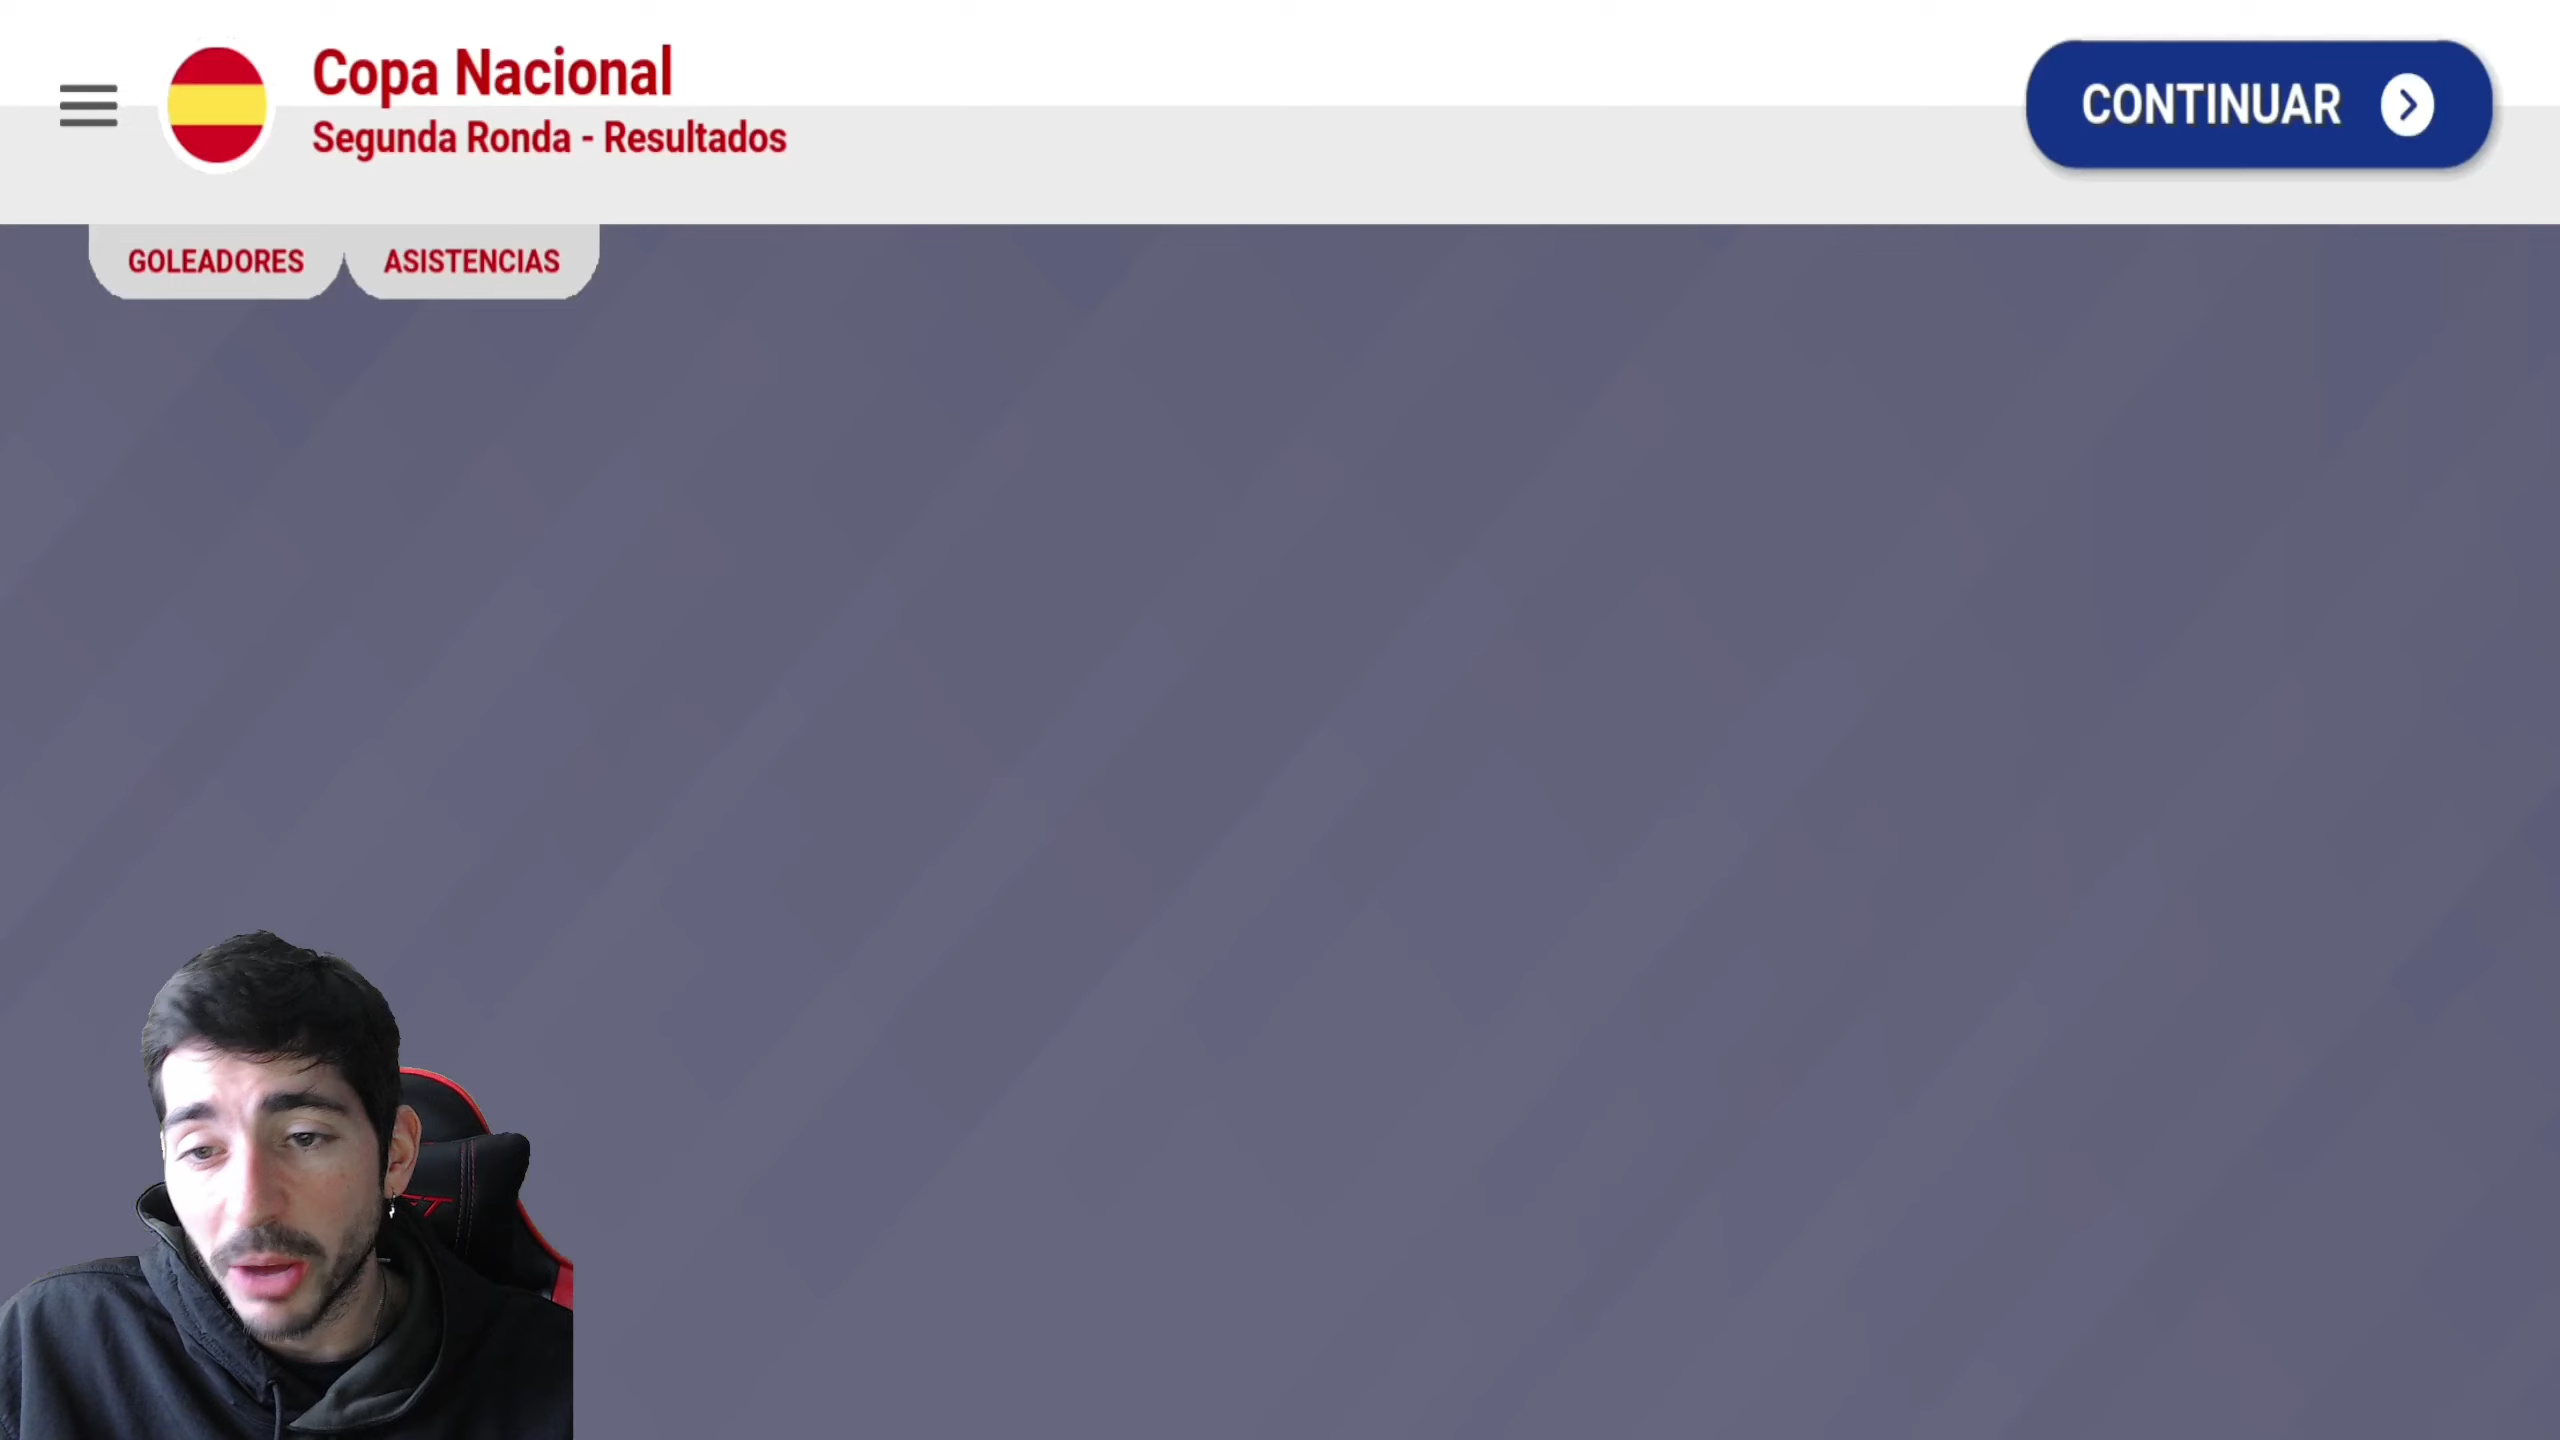 Copa Nacional
Segunda Ronda - Resultados
CONTINUAR
GOLEADORES
ASISTENCIAS